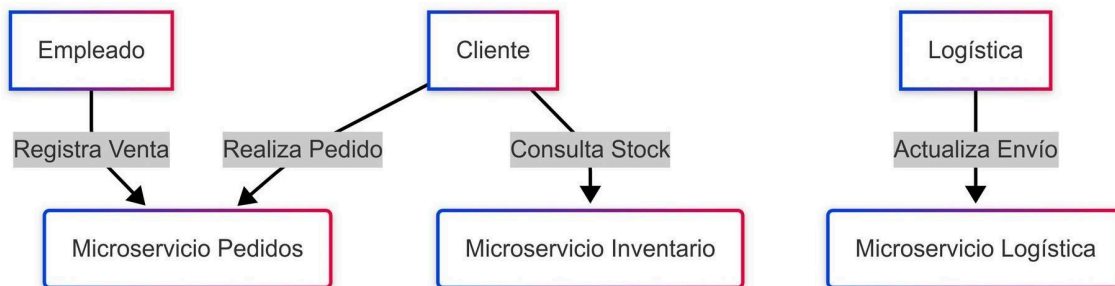 Empleado
Cliente
Logística
Registra Venta
Realiza Pedido
Consulta Stock
Actualiza Envío
Microservicio Pedidos
Microservicio Inventario
Microservicio Logística